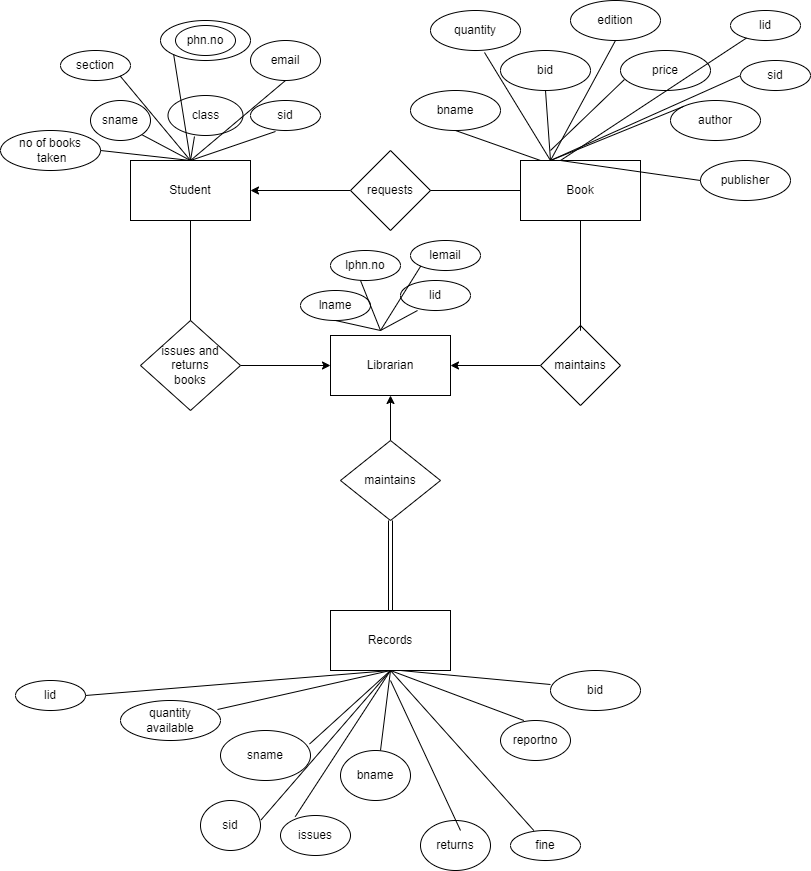 phn.no
section
email
sname
class
sid
no of books
taken
Student
quantity
edition
lid
bid
price
sid
bname
author
publisher
requests
Book
lphn.no
lemail
lname
lid
issues and
returns
books
Librarian
maintains
maintains
Records
lid
quantity
available
bid
reportno
sname
bname
sid
issues
returns
fine